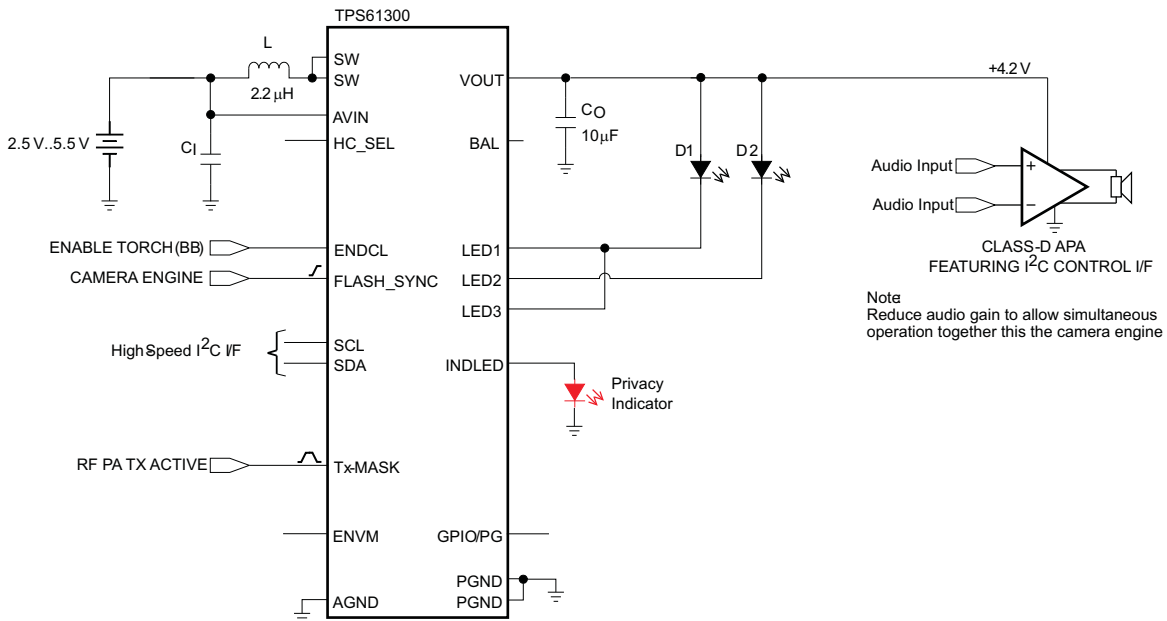 TPS61300
L
2.2 μH
SW
SW
AVIN
HC_SEL
2.5 V..5.5 V
CI
VOUT
BAL
CO
10μF
D1
D2
+4.2 V
Audio Input
Audio Input
+
−
CLASS-D APA
FEATURING I²C CONTROL I/F
Note
Reduce audio gain to allow simultaneous
operation together this the camera engine
ENABLE TORCH (BB)
ENDCL
CAMERA ENGINE
FLASH_SYNC
LED1
LED2
LED3
High Speed I²C I/F
SCL
SDA
INDLED
Privacy
Indicator
RF PA TX ACTIVE
Tx-MASK
ENVM
GPIO/PG
AGND
PGND
PGND